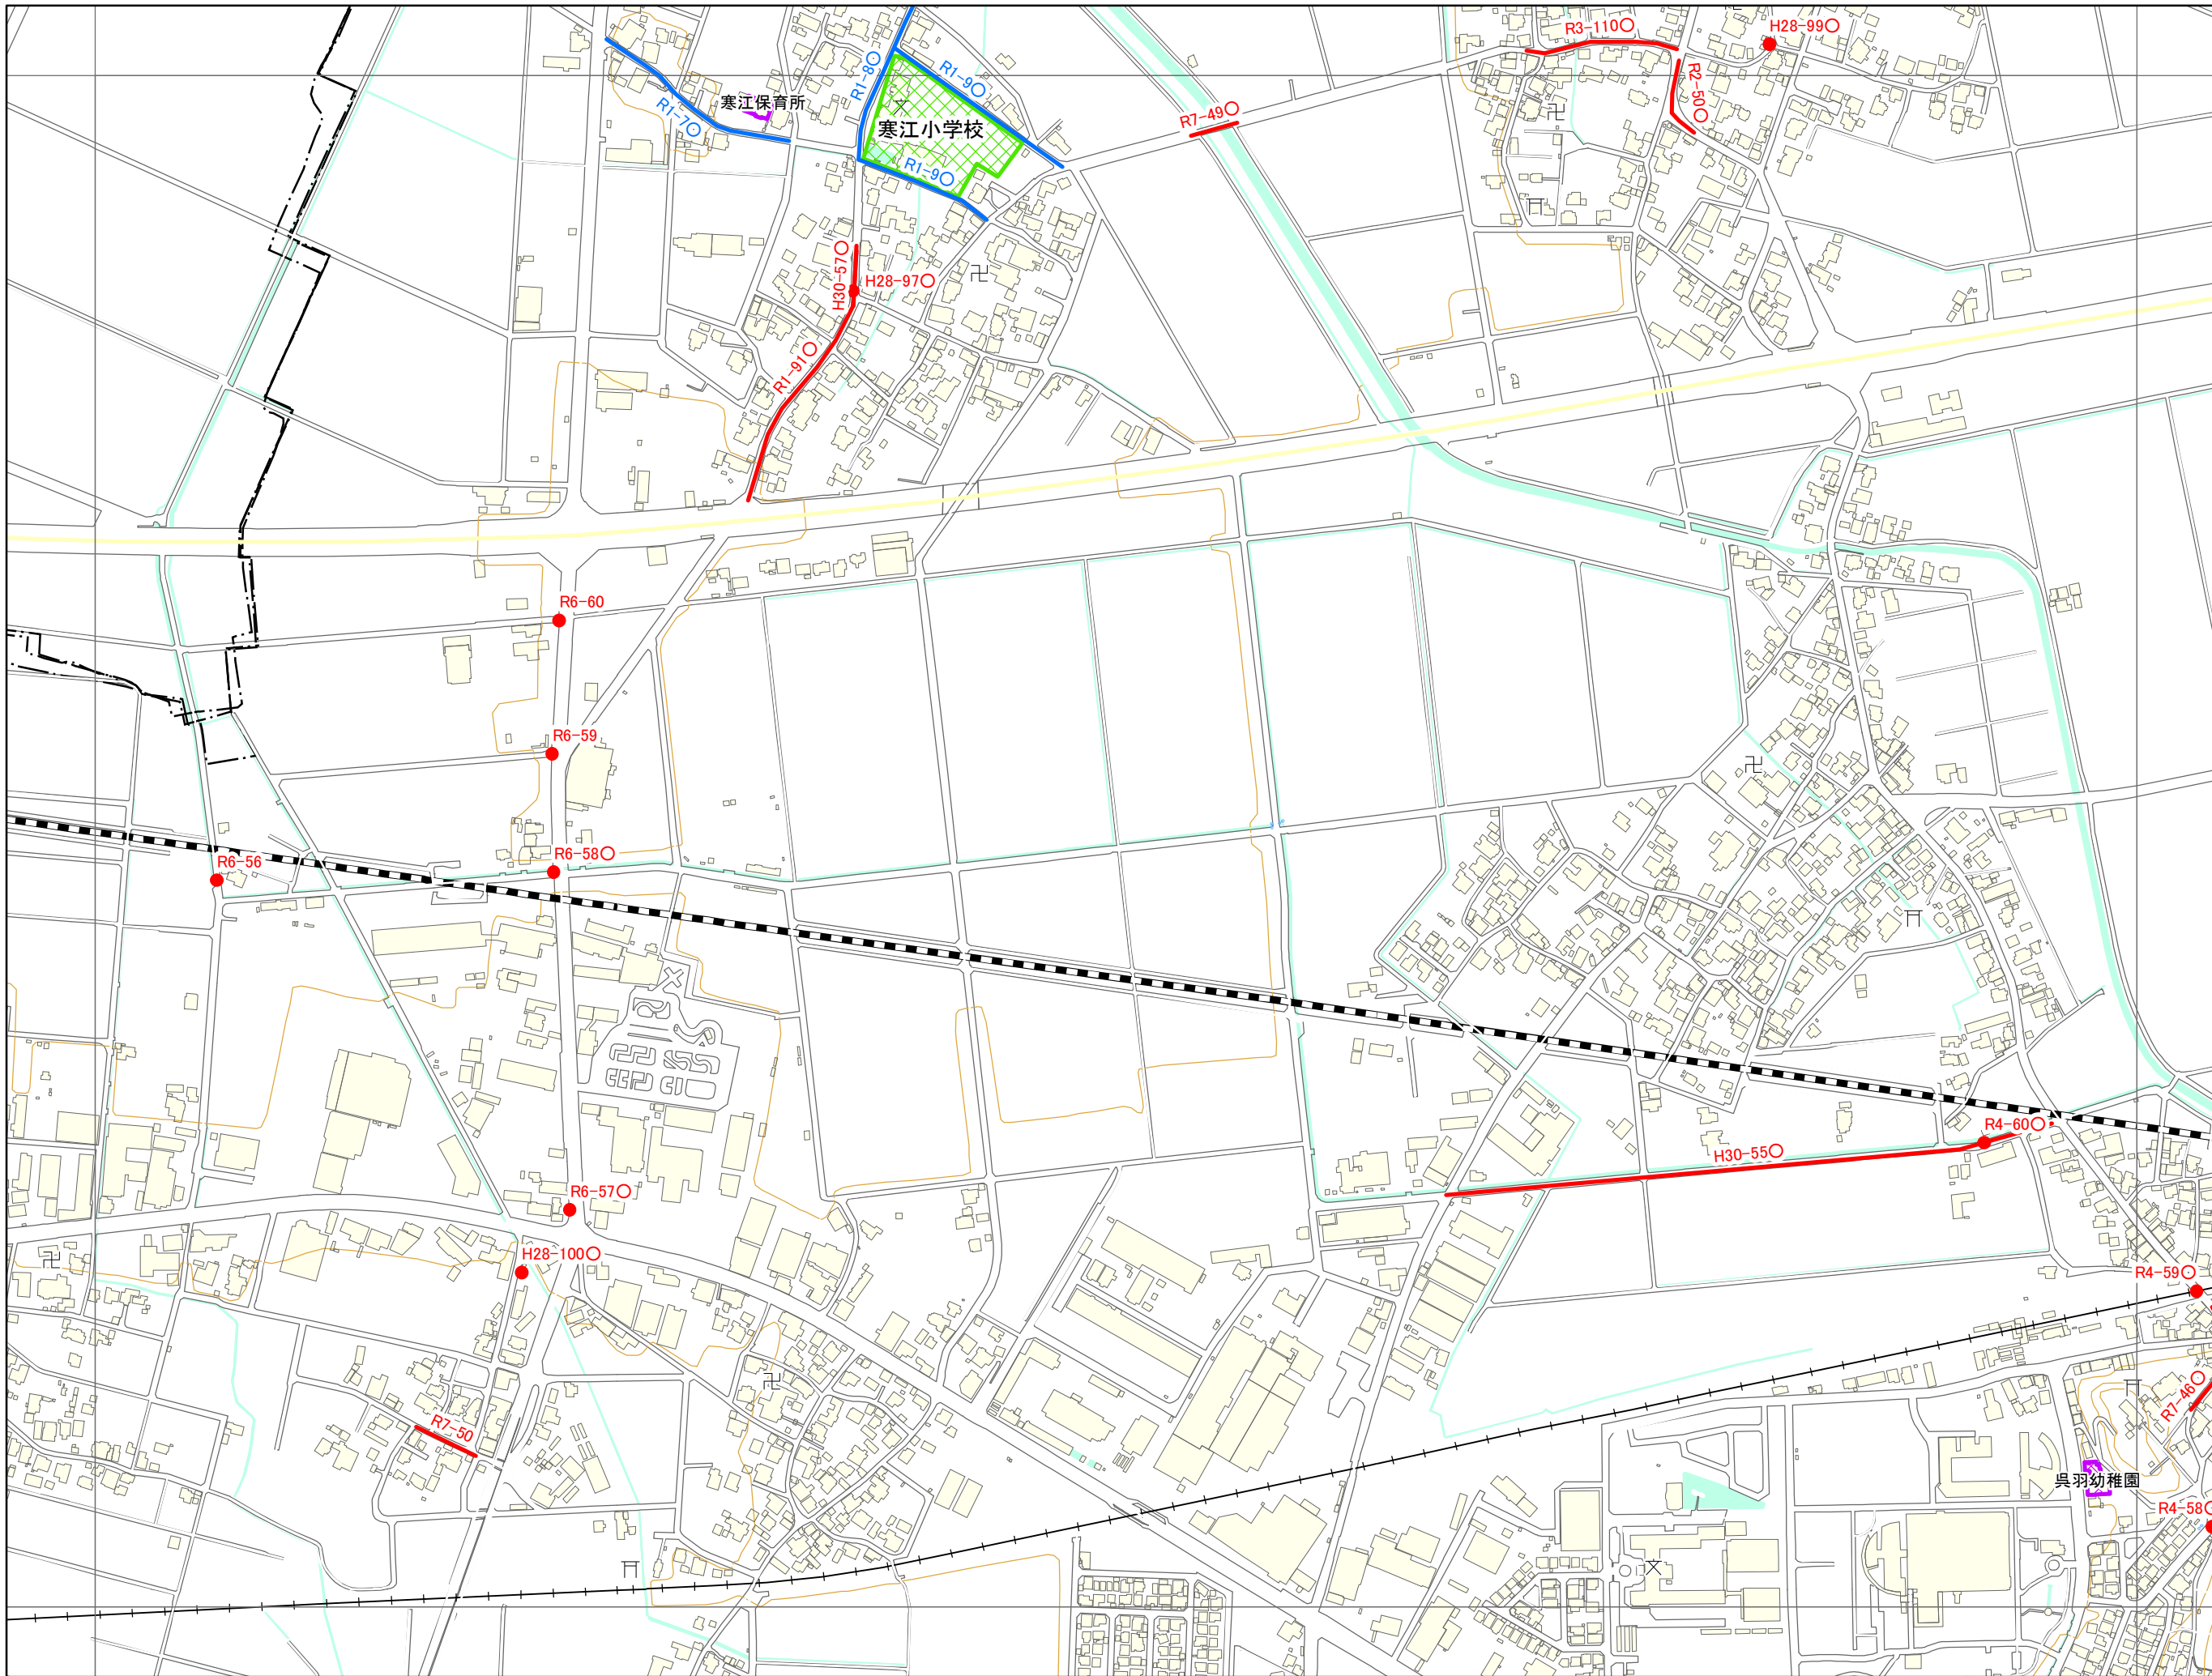 R3-110○
H28-99○
R1-8○
R1-9○
R2-50○
寒江保育所
R1-7○
寒江小学校
R7-49○
R1-9○
H30-57○
H28-97○
R1-91○
R6-60
R6-59
R6-58○
R6-56
R4-60○
H30-55○
R6-57○
H28-100○
R4-59○
R7-46○
R7-50
呉羽幼稚園
R4-58○